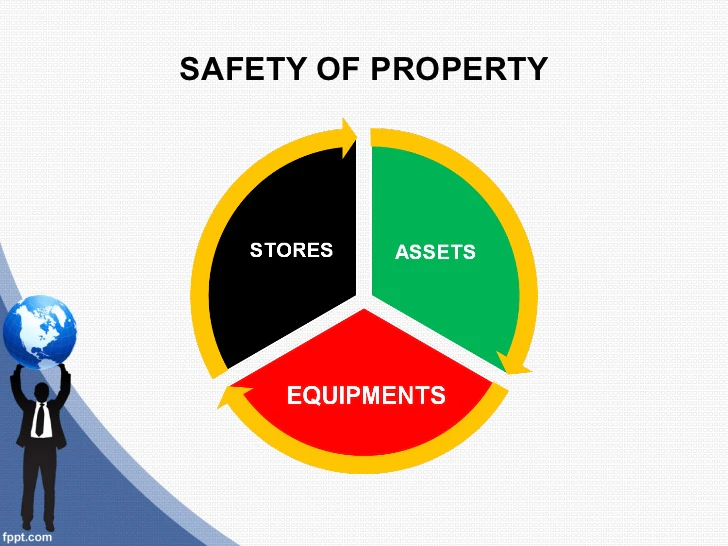 SAFETY OF PROPERTY
STORES
ASSETS
EQUIPMENTS
fppt.com